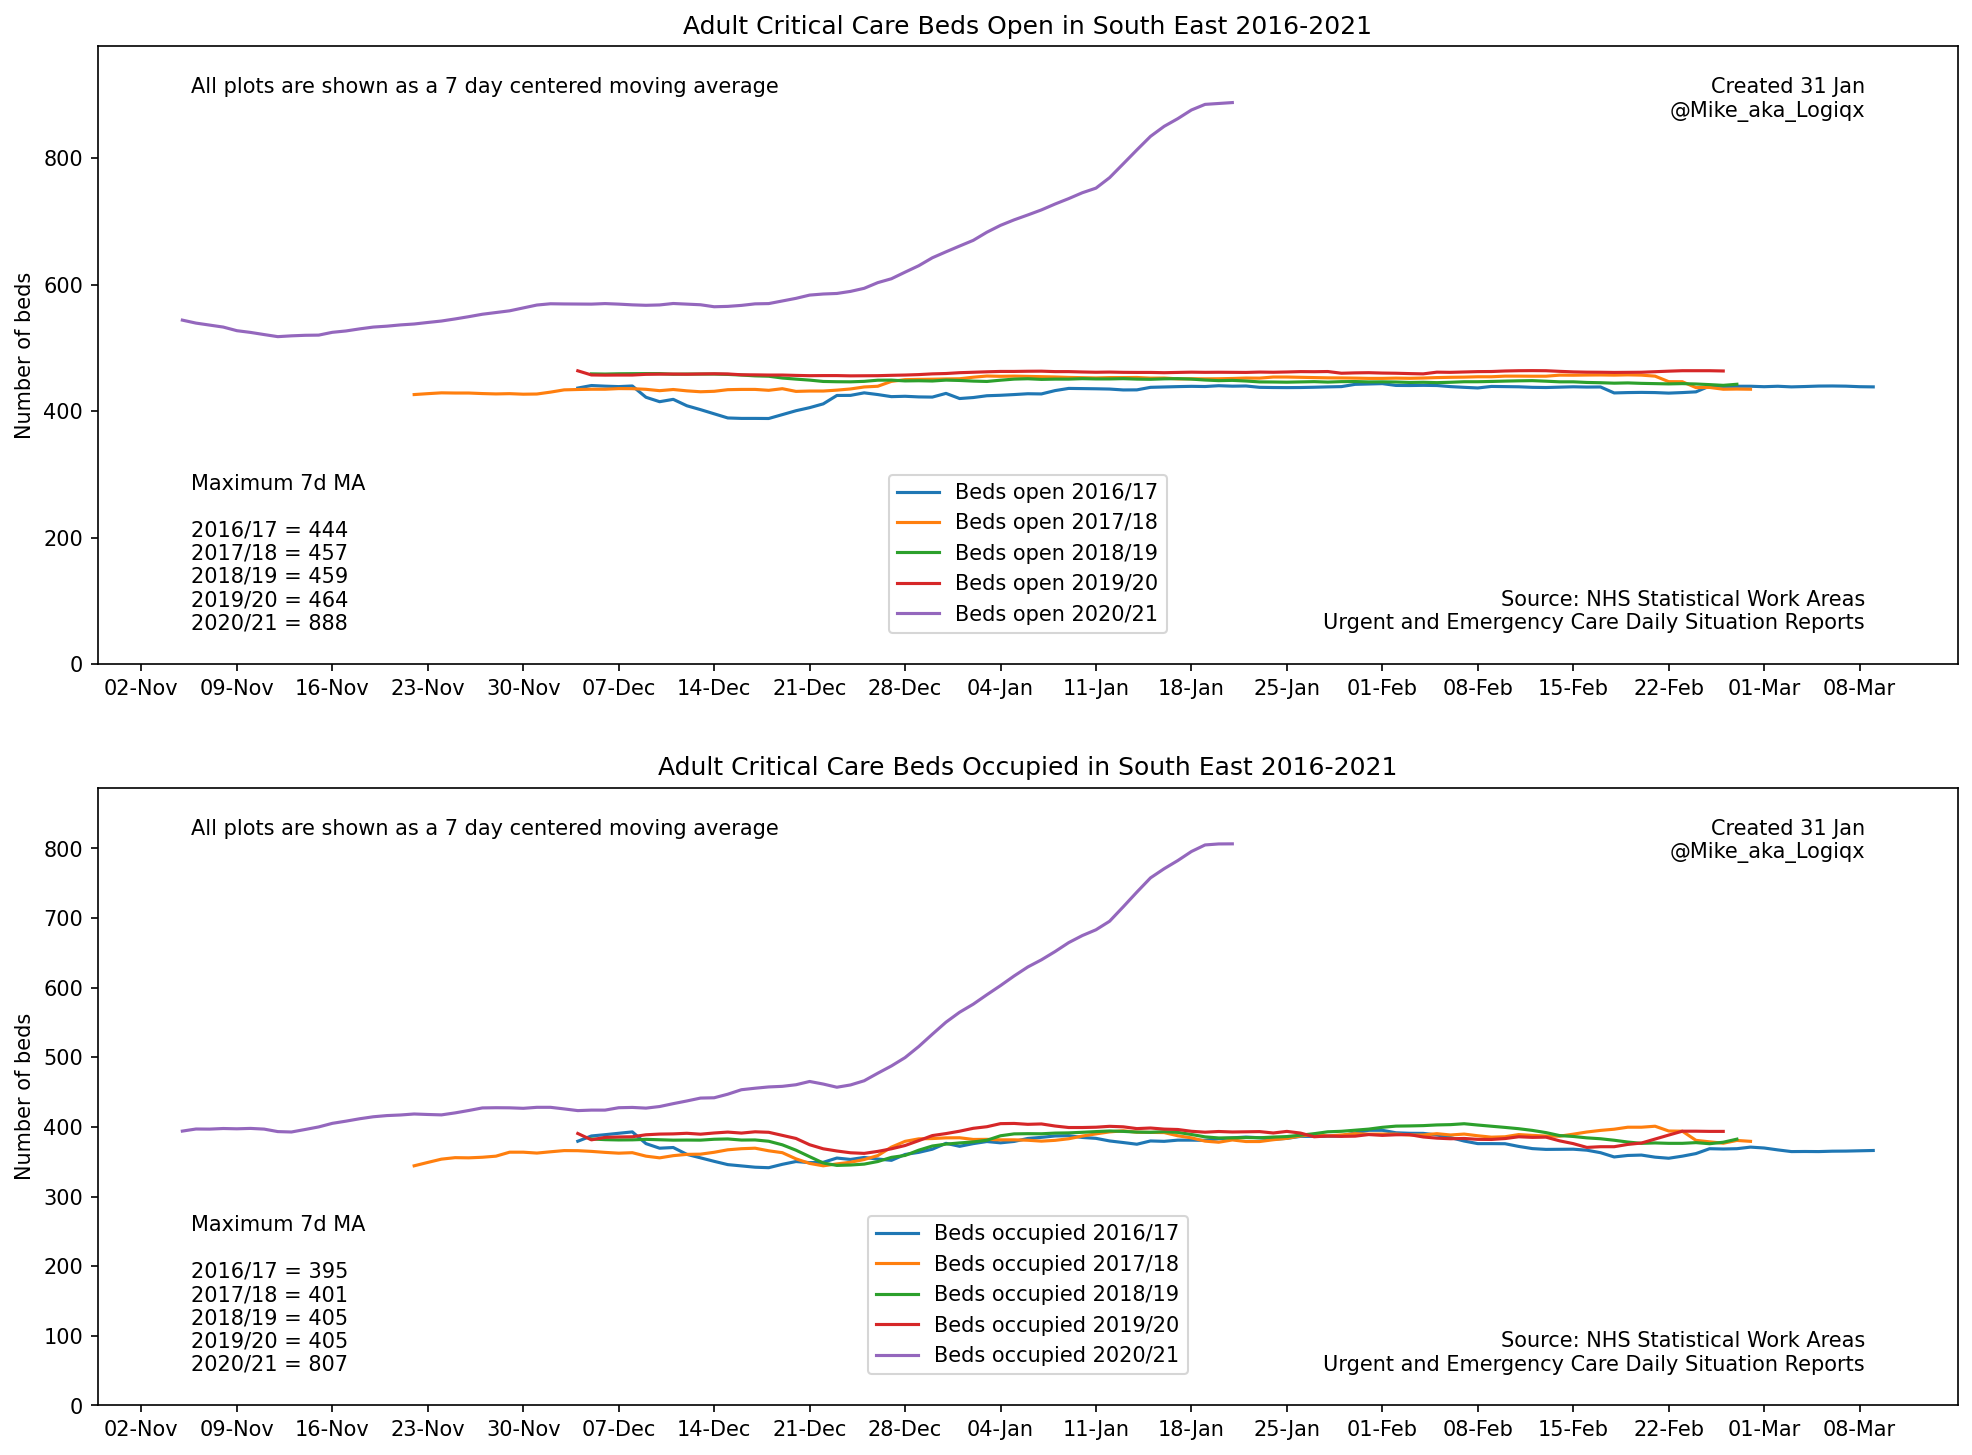 Adult Critical Care Beds Open in South East 2016-2021
All plots are shown as a 7 day centered moving average
Created 31 Jan
@Mike_aka_Logiqx
Number of beds
800
600
400
200
0
Maximum 7d MA
2016/17 = 444
2017/18 = 457
2018/19 = 459
2019/20 = 464
2020/21 = 888
Beds open 2016/17
Beds open 2017/18
Beds open 2018/19
Beds open 2019/20
Beds open 2020/21
Source: NHS Statistical Work Areas
Urgent and Emergency Care Daily Situation Reports
02-Nov 09-Nov 16-Nov 23-Nov 30-Nov 07-Dec 14-Dec 21-Dec 28-Dec 04-Jan 11-Jan 18-Jan 25-Jan 01-Feb 08-Feb 15-Feb 22-Feb 01-Mar 08-Mar
Adult Critical Care Beds Occupied in South East 2016-2021
All plots are shown as a 7 day centered moving average
Created 31 Jan
@Mike_aka_Logiqx
Number of beds
800
700
600
500
400
300
200
100
0
Maximum 7d MA
2016/17 = 395
2017/18 = 401
2018/19 = 405
2019/20 = 405
2020/21 = 807
Beds occupied 2016/17
Beds occupied 2017/18
Beds occupied 2018/19
Beds occupied 2019/20
Beds occupied 2020/21
Source: NHS Statistical Work Areas
Urgent and Emergency Care Daily Situation Reports
02-Nov 09-Nov 16-Nov 23-Nov 30-Nov 07-Dec 14-Dec 21-Dec 28-Dec 04-Jan 11-Jan 18-Jan 25-Jan 01-Feb 08-Feb 15-Feb 22-Feb 01-Mar 08-Mar